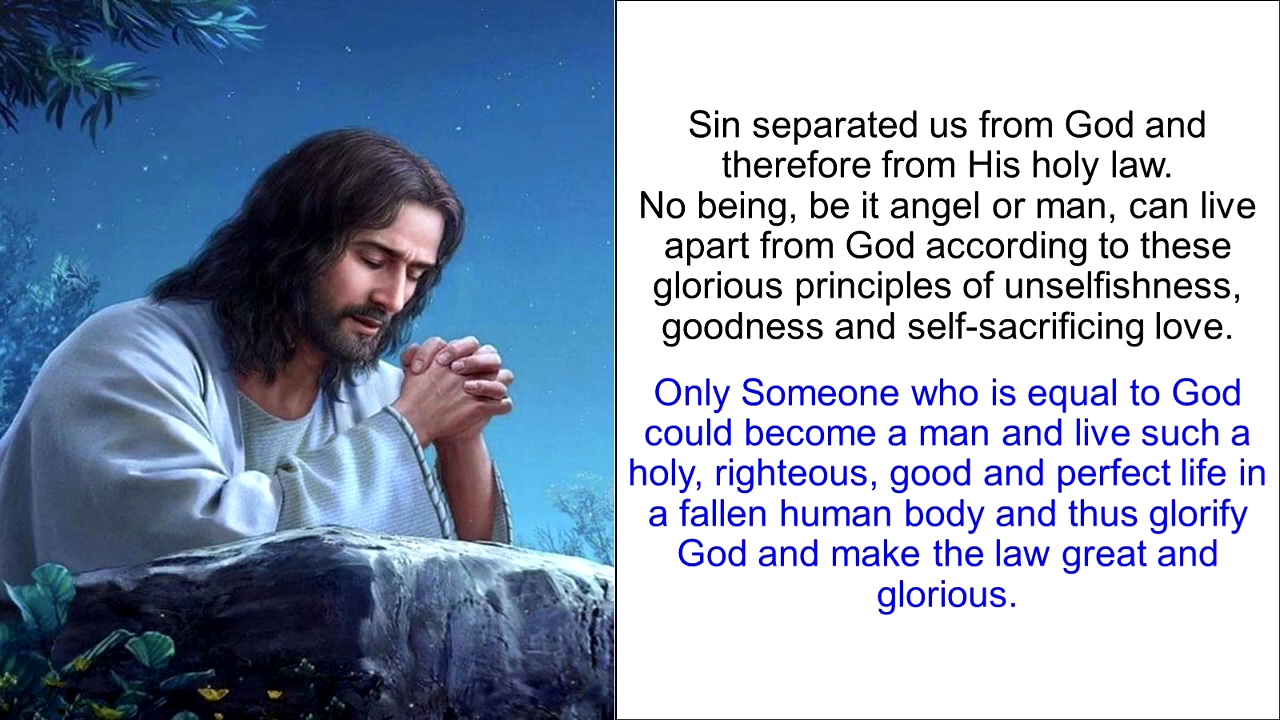 Sin separated us from God and
therefore from His holy law.
No being, be it angel or man, can live
apart from God according to these
glorious principles of unselfishness,
goodness and self-sacrificing love.
Only Someone who is equal to God
could become a man and live such a
holy, righteous, good and perfect life in
a fallen human body and thus glorify
God and make the law great and
glorious.